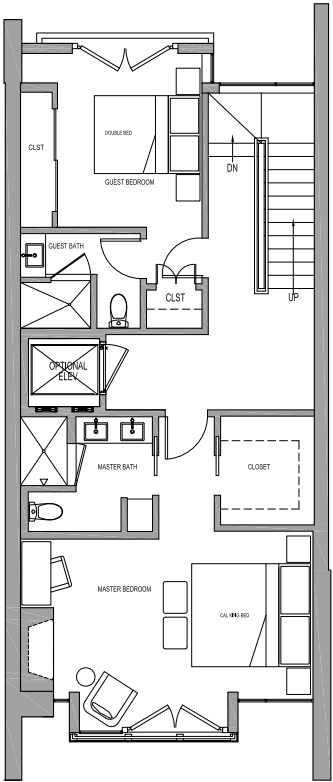 DOUBLE BED
CLST
DN
GUEST BEDROOM
GUEST BATH
CLST
UP
OPTIONAL
ELEV
MASTER BATH
CLOSET
MASTER BEDROOM
CAL KING BED